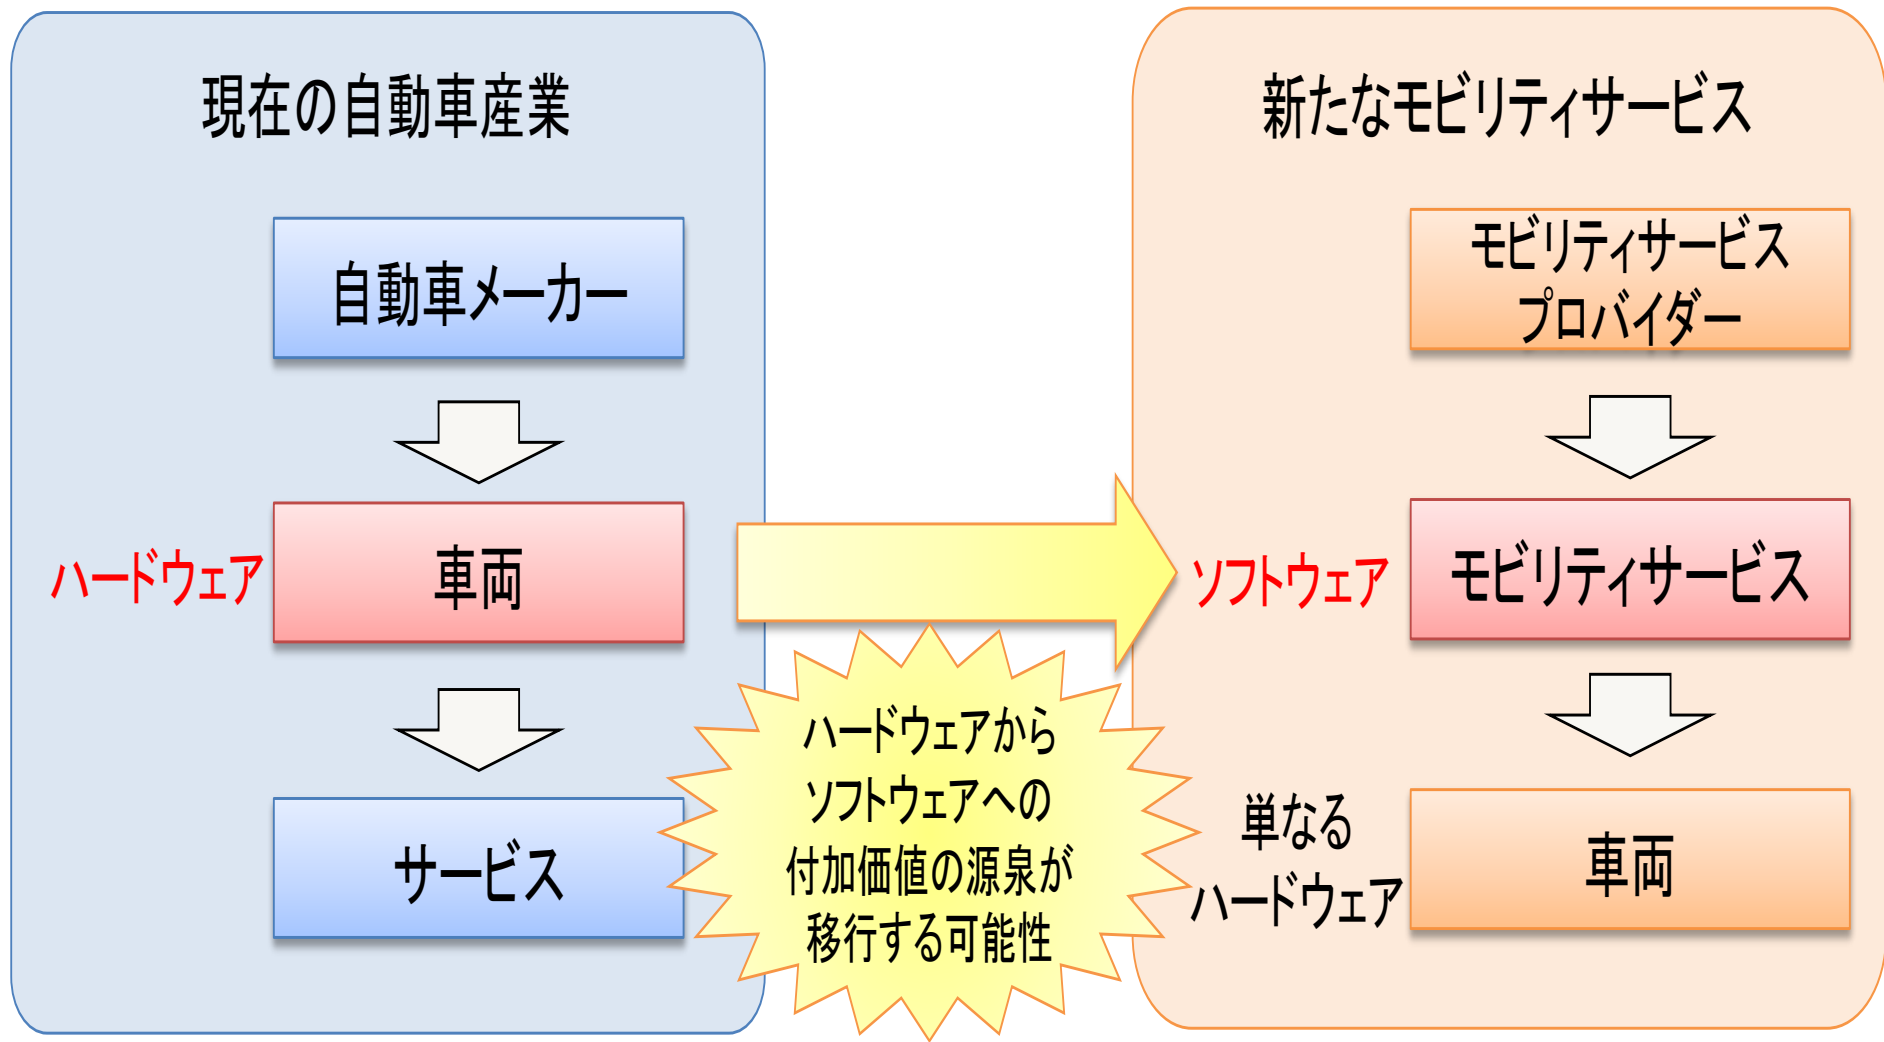 現在の自動車産業
自動車メーカー
ハードウェア
車両
サービス
ハードウェアから
ソフトウェアへの
付加価値の源泉が
移行する可能性
新たなモビリティサービス
モビリティサービス
プロバイダー
ソフトウェア
モビリティサービス
単なる
ハードウェア
車両